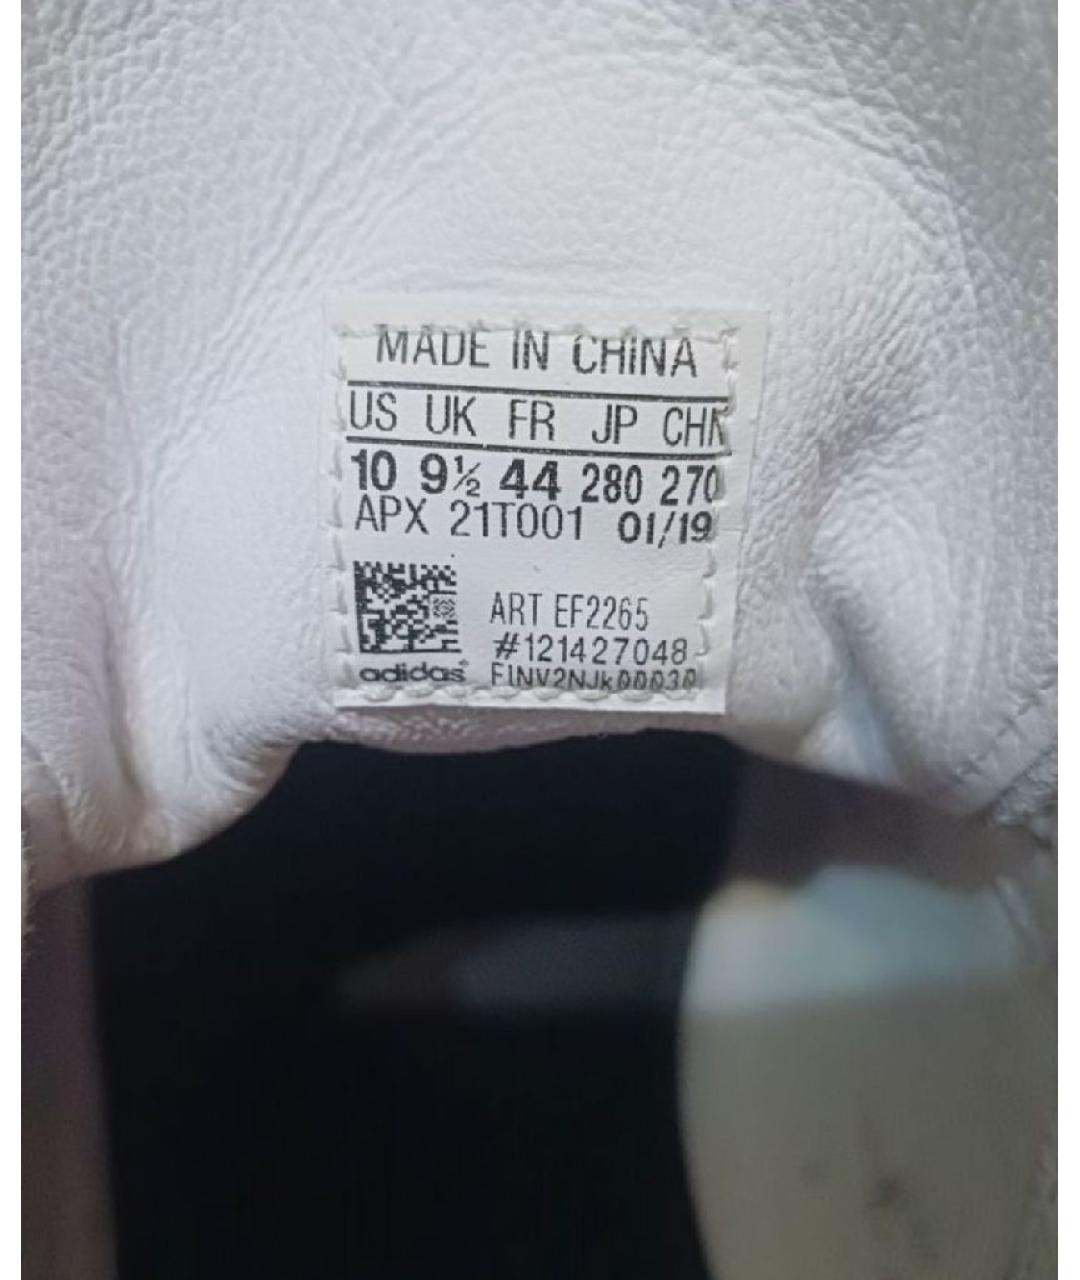 MADE IN CHINA
US UK FR JP CHN
10 9½ 44 280 270
APX 21T001 01/19
ART EF2265
#121427048
adidas